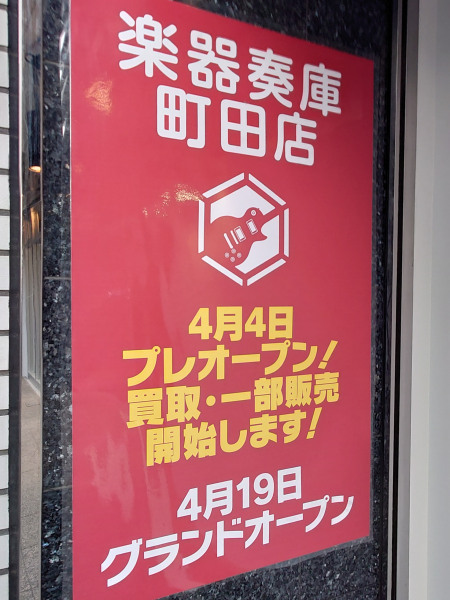 楽器奏庫
町田店
4月4日
プレオープン!
買取・一部販売
開始します!
4月19日
グランドオープン